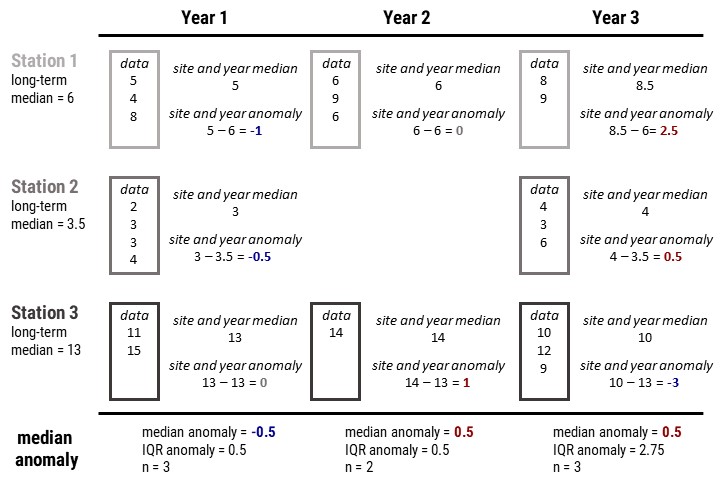 Year 1 Year 2 Year 3
Station 1
long-term
median = 6
data
5
4
8
site and year median
5
site and year anomaly
5 – 6 = -1
data
6
9
6
site and year median
6
site and year anomaly
6 – 6 = 0
data
8
9
site and year median
8.5
site and year anomaly
8.5 – 6= 2.5
Station 2
long-term
median = 3.5
data
2
3
3
4
site and year median
3
site and year anomaly
3 – 3.5 = -0.5
data
4
3
6
site and year median
4
site and year anomaly
4 – 3.5 = 0.5
Station 3
long-term
median = 13
data
11
15
site and year median
13
site and year anomaly
13 – 13 = 0
data
14
site and year median
14
site and year anomaly
14 – 13 = 1
data
10
12
9
site and year median
10
site and year anomaly
10 – 13 = -3
median
anomaly
median anomaly = -0.5
IQR anomaly = 0.5
n = 3
median anomaly = 0.5
IQR anomaly = 0.5
n = 2
median anomaly = 0.5
IQR anomaly = 2.75
n = 3